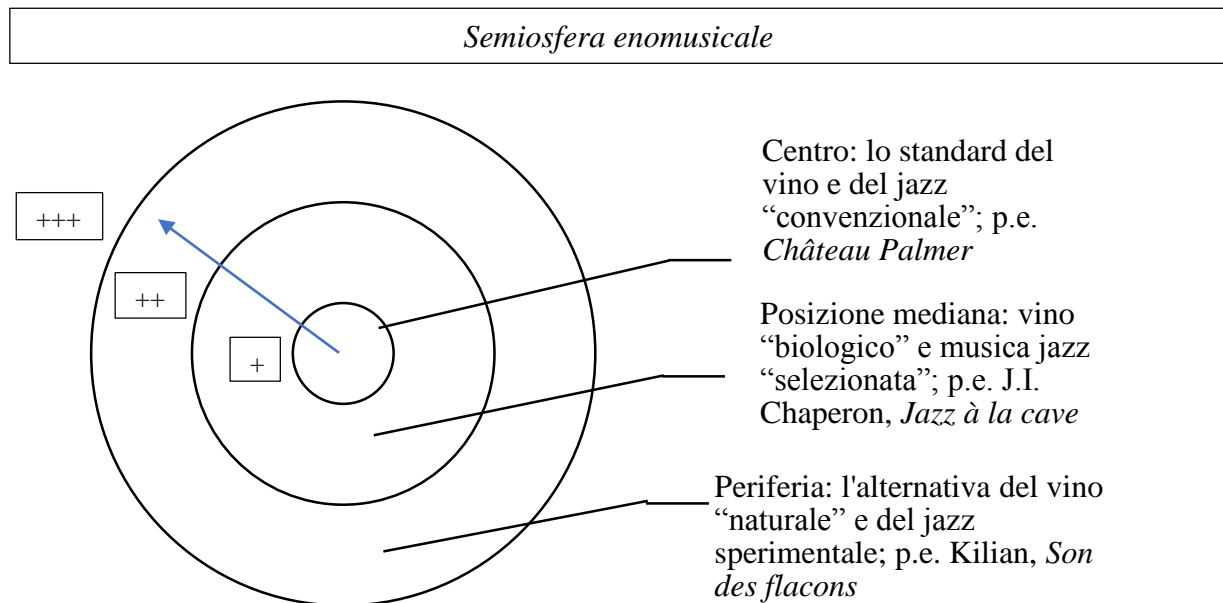 Semiosfera enomusicale
Centro: lo standard del
vino e del jazz
“convenzionale”; p.e.
Château Palmer
+++
++
+
Posizione mediana: vino
“biologico” e musica jazz
“selezionata”; p.e. J.I.
Chaperon, Jazz à la cave
Periferia: l'alternativa del vino
“naturale” e del jazz
sperimentale; p.e. Kilian, Son
des flacons